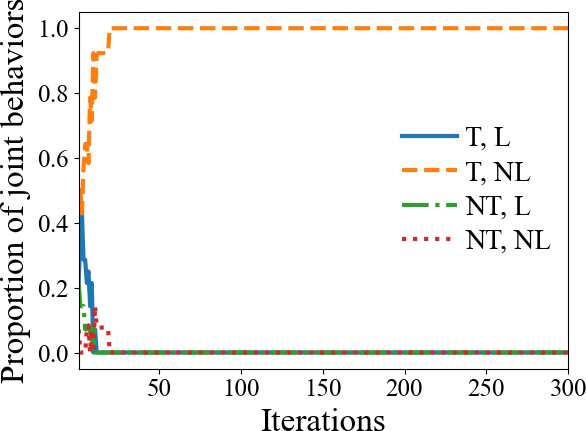 Proportion of joint behaviors
1.0
0.8
0.6
0.4
0.2
0.0
T, L
T, NL
NT, L
NT, NL
50 100 150 200 250 300
Iterations